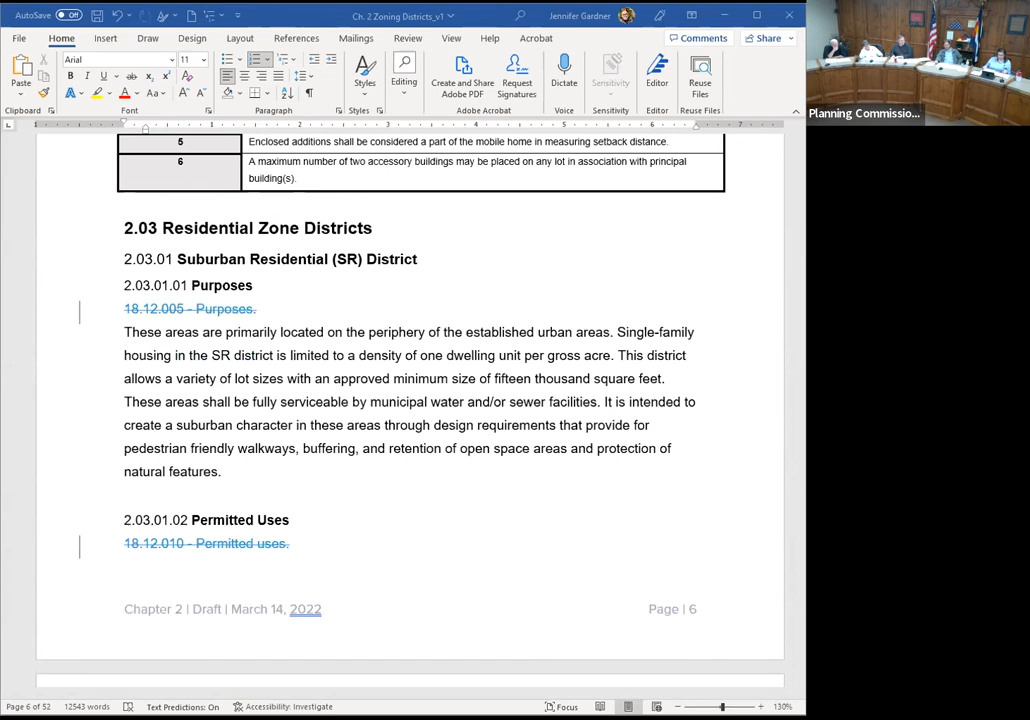 AutoSave Off Ch. 2 Zoning Districts_v1 Jennifer Gardner
File Home Insert Draw Design Layout References Mailings Review View Help Acrobat Comments Share
Paste Arial 11 Styles Editing Create and Share Adobe PDF Request Signatures Dictate Sensitivity Editor Reuse Files
Clipboard Font Paragraph Styles Adobe Acrobat Voice Sensitivity Editor Reuse Files
Planning Commissio...
1 1 2 3 4 5 6 7
5 Enclosed additions shall be considered a part of the mobile home in measuring setback distance.
6 A maximum number of two accessory buildings may be placed on any lot in association with principal
building(s).
2.03 Residential Zone Districts
2.03.01 Suburban Residential (SR) District
2.03.01.01 Purposes
18.12.005 - Purposes.
These areas are primarily located on the periphery of the established urban areas. Single-family
housing in the SR district is limited to a density of one dwelling unit per gross acre. This district
allows a variety of lot sizes with an approved minimum size of fifteen thousand square feet.
These areas shall be fully serviceable by municipal water and/or sewer facilities. It is intended to
create a suburban character in these areas through design requirements that provide for
pedestrian friendly walkways, buffering, and retention of open space areas and protection of
natural features.
2.03.01.02 Permitted Uses
18.12.010 - Permitted uses.
Chapter 2 | Draft | March 14, 2022 Page | 6
Page 6 of 52 12543 words Text Predictions: On Accessibility: Investigate Focus 130%